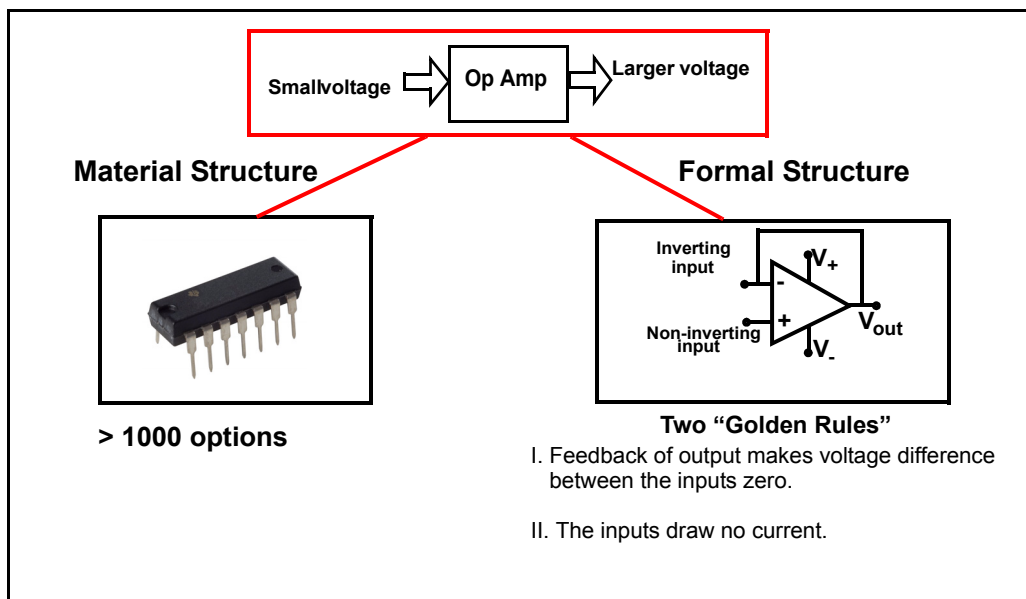 Smallvoltage
Op Amp
Larger voltage
Material Structure
Formal Structure
Inverting
input
V+
-
+
Non-inverting
input
Vout
V-
> 1000 options
Two “Golden Rules”
I. Feedback of output makes voltage difference
between the inputs zero.
II. The inputs draw no current.